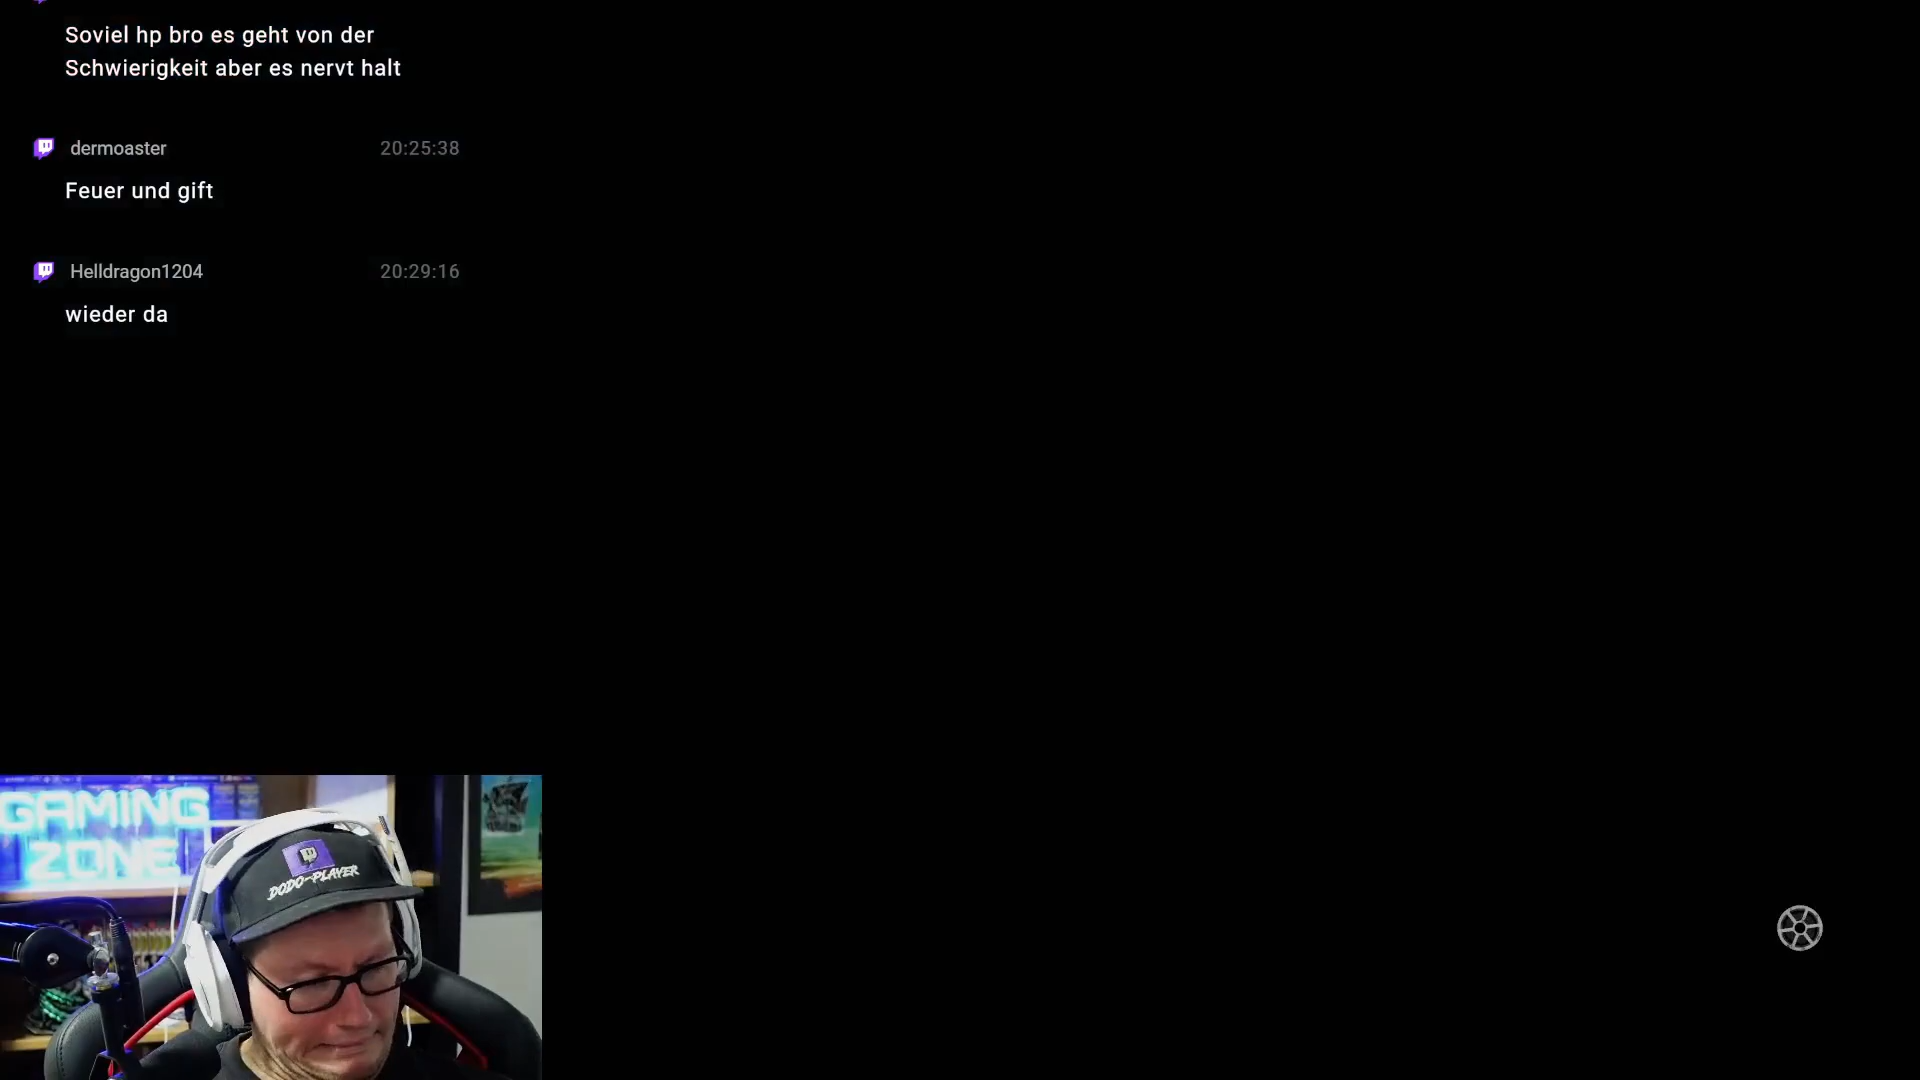 Soviel hp bro es geht von der
Schwierigkeit aber es nervt halt
dermoaster 20:25:38
Feuer und gift
Helldragon1204 20:29:16
wieder da
GAMING
ZONE
DODO-PLAYER